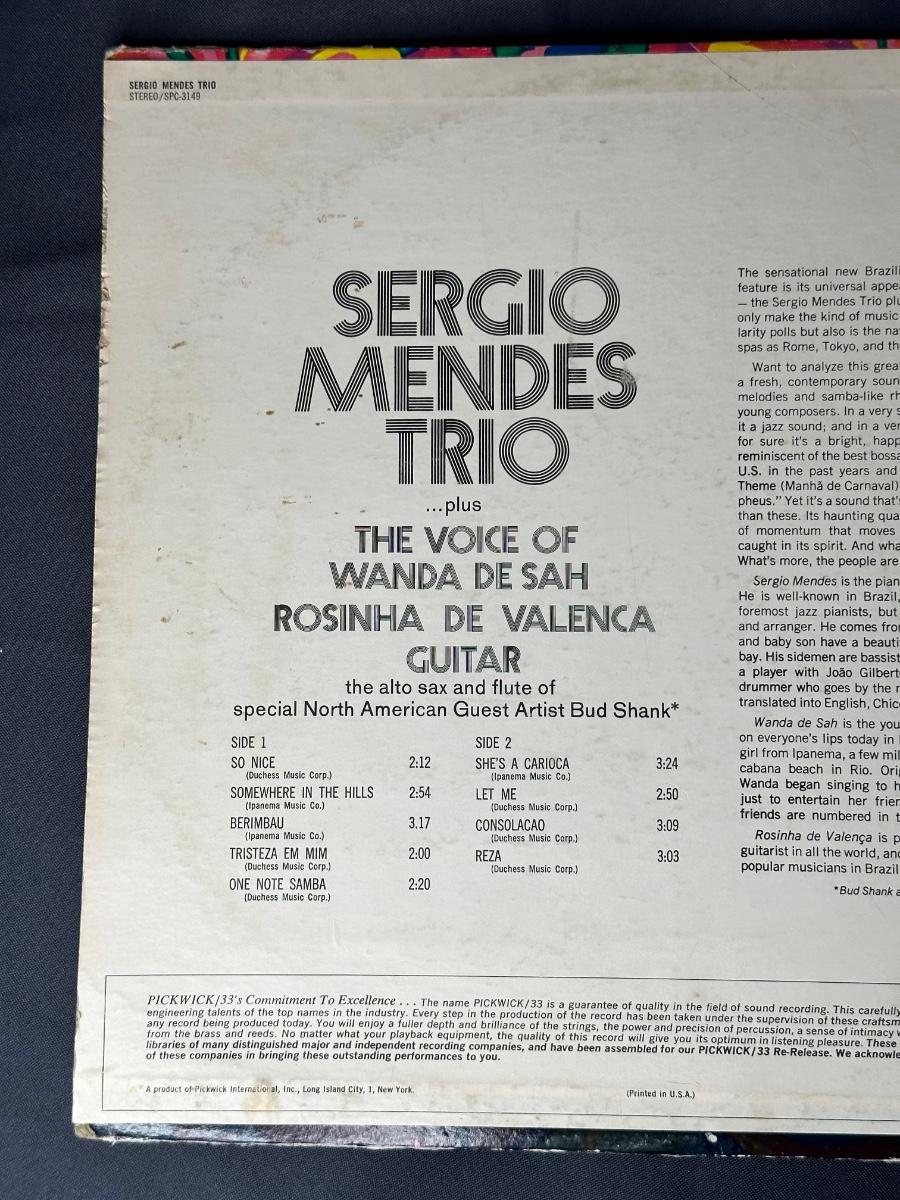 SERGIO MENDES TRIO
STEREO/SPC-3149
SERGIO
MENDES
TRIO
...plus
THE VOICE OF
WANDA DE SAH
ROSINHA DE VALENCA
GUITAR
the alto sax and flute of
special North American Guest Artist Bud Shank*
SIDE 1
SO NICE 2:12
(Duchess Music Corp.)
SOMEWHERE IN THE HILLS 2:54
(Ipanema Music Co.)
BERIMBAU 3.17
(Ipanema Music Co.)
TRISTEZA EM MIM 2:00
(Duchess Music Corp.)
ONE NOTE SAMBA 2:20
(Duchess Music Corp.)
SIDE 2
SHE'S A CARIOCA 3:24
(Ipanema Music Co.)
LET ME 2:50
(Duchess Music Corp.)
CONSOLACAO 3:09
(Duchess Music Corp.)
REZA 3:03
(Duchess Music Corp.)
The sensational new Brazili
feature is its universal appe
— the Sergio Mendes Trio plu
only make the kind of music
larity polls but also is the na
spas as Rome, Tokyo, and th
Want to analyze this grea
a fresh, contemporary soun
melodies and samba-like rh
young composers. In a very s
it a jazz sound; and in a ver
for sure it's a bright, happ
reminiscent of the best bossa
U.S. in the past years and
Theme (Manhã de Carnaval)
pheus." Yet it's a sound that's
than these. Its haunting qua
of momentum that moves
caught in its spirit. And wha
What's more, the people are
Sergio Mendes is the pian
He is well-known in Brazil,
foremost jazz pianists, but
and arranger. He comes fro
and baby son have a beauti
bay. His sidemen are bassist
a player with João Gilberto
drummer who goes by the n
translated into English, Chico
Wanda de Sah is the you
on everyone's lips today in
girl from Ipanema, a few mil
cabana beach in Rio. Orig
Wanda began singing to h
just to entertain her frien
friends are numbered in t
Rosinha de Valença is p
guitarist in all the world, and
popular musicians in Brazil
*Bud Shank a
PICKWICK/33's Commitment To Excellence . . . The name PICKWICK/33 is a guarantee of quality in the field of sound recording. This carefully
engineering talents of the top names in the industry. Every step in the production of the record has been taken under the supervision of these craftsm
any record being produced today. You will enjoy a fuller depth and brilliance of the strings, the power and precision of percussion, a sense of intimacy w
from the brass and reeds. No matter what your playback equipment, the quality of this record will give you its optimum in listening pleasure. These
libraries of many distinguished major and independent recording companies, and have been assembled for our PICKWICK/33 Re-Release. We acknowle
of these companies in bringing these outstanding performances to you.
A product of Pickwick International, Inc., Long Island City, 1, New York.
(Printed in U.S.A.)